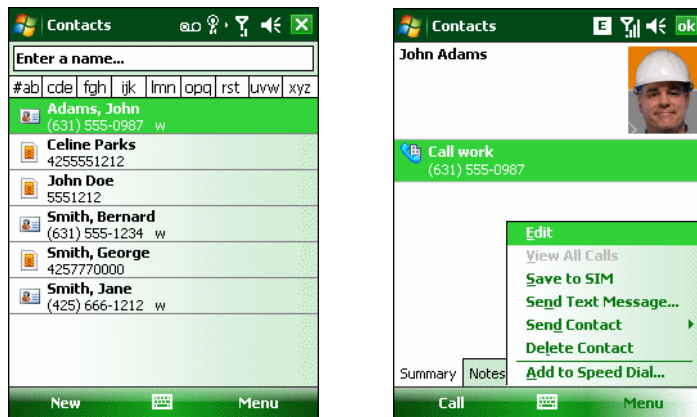 Contacts
Enter a name...
#ab cde fgh ijk lmn opq rst uvw xyz
Adams, John
(631) 555-0987 w
Celine Parks
4255551212
John Doe
5551212
Smith, Bernard
(631) 555-1234 w
Smith, George
4257770000
Smith, Jane
(425) 666-1212 w
New Menu
Contacts E ok
John Adams
Call work
(631) 555-0987
Edit
View All Calls
Save to SIM
Send Text Message...
Send Contact
Delete Contact
Add to Speed Dial...
Summary Notes
Call Menu